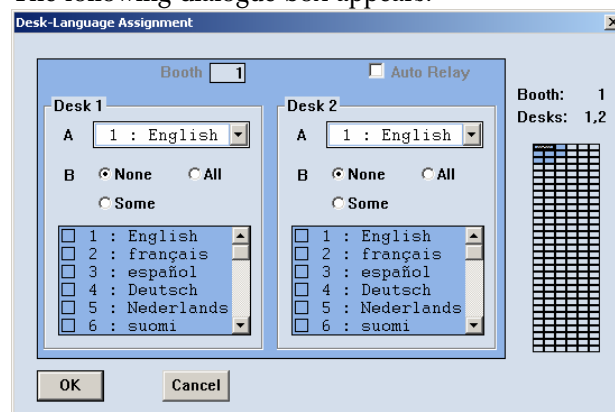 The following dialogue box appears:
Desk-Language Assignment
Booth 1 Auto Relay
Booth: 1
Desks: 1,2
Desk 1
A 1 : English
B None All
Some
1 : English
2 : français
3 : español
4 : Deutsch
5 : Nederlands
6 : suomi
Desk 2
A 1 : English
B None All
Some
1 : English
2 : français
3 : español
4 : Deutsch
5 : Nederlands
6 : suomi
OK Cancel